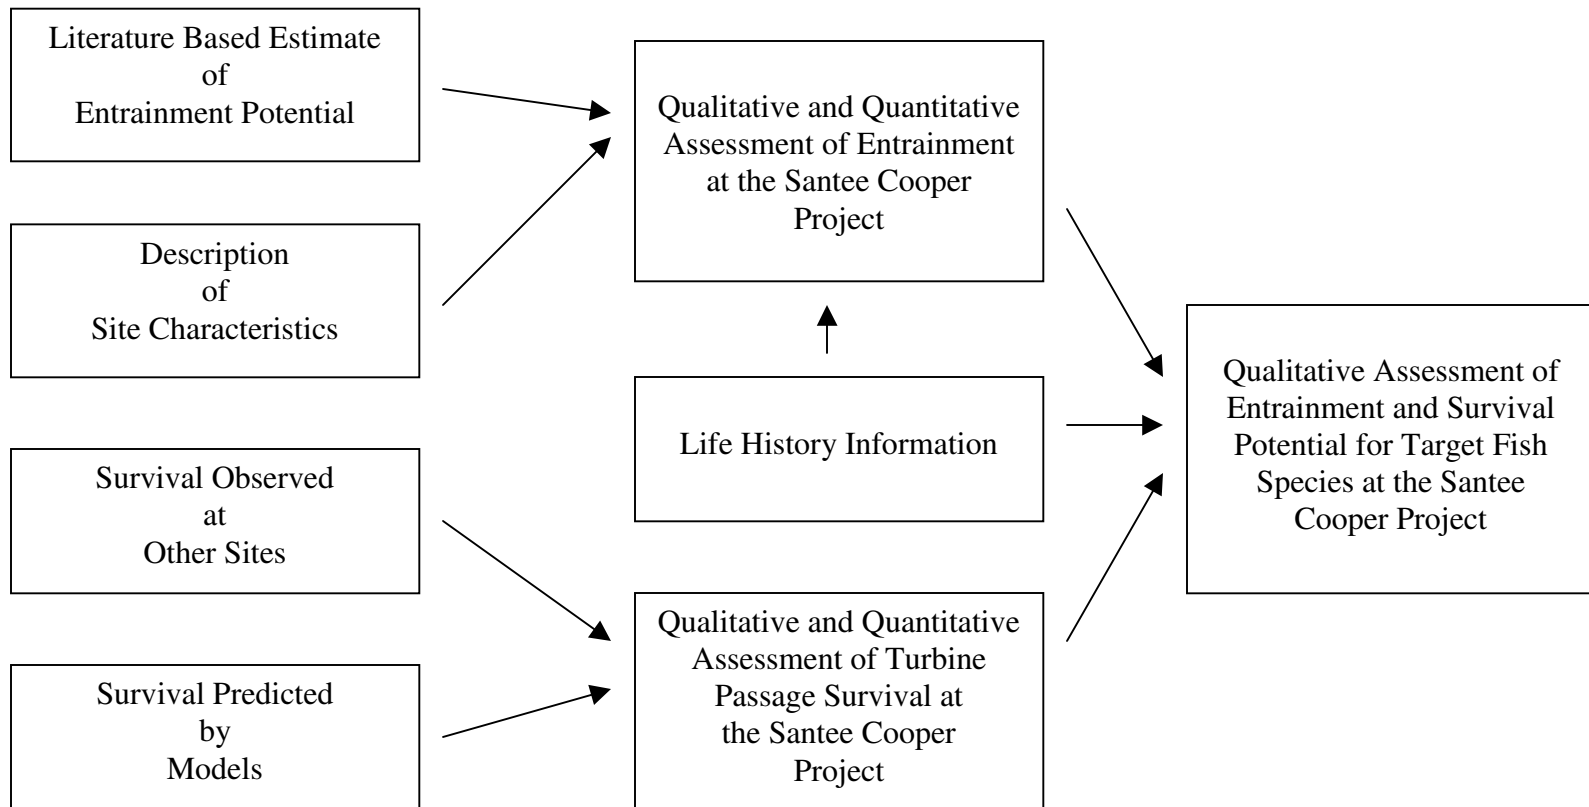 Literature Based Estimate
of
Entrainment Potential
Description
of
Site Characteristics
Survival Observed
at
Other Sites
Survival Predicted
by
Models
Qualitative and Quantitative
Assessment of Entrainment
at the Santee Cooper
Project
Life History Information
Qualitative and Quantitative
Assessment of Turbine
Passage Survival at
the Santee Cooper
Project
Qualitative Assessment of
Entrainment and Survival
Potential for Target Fish
Species at the Santee
Cooper Project